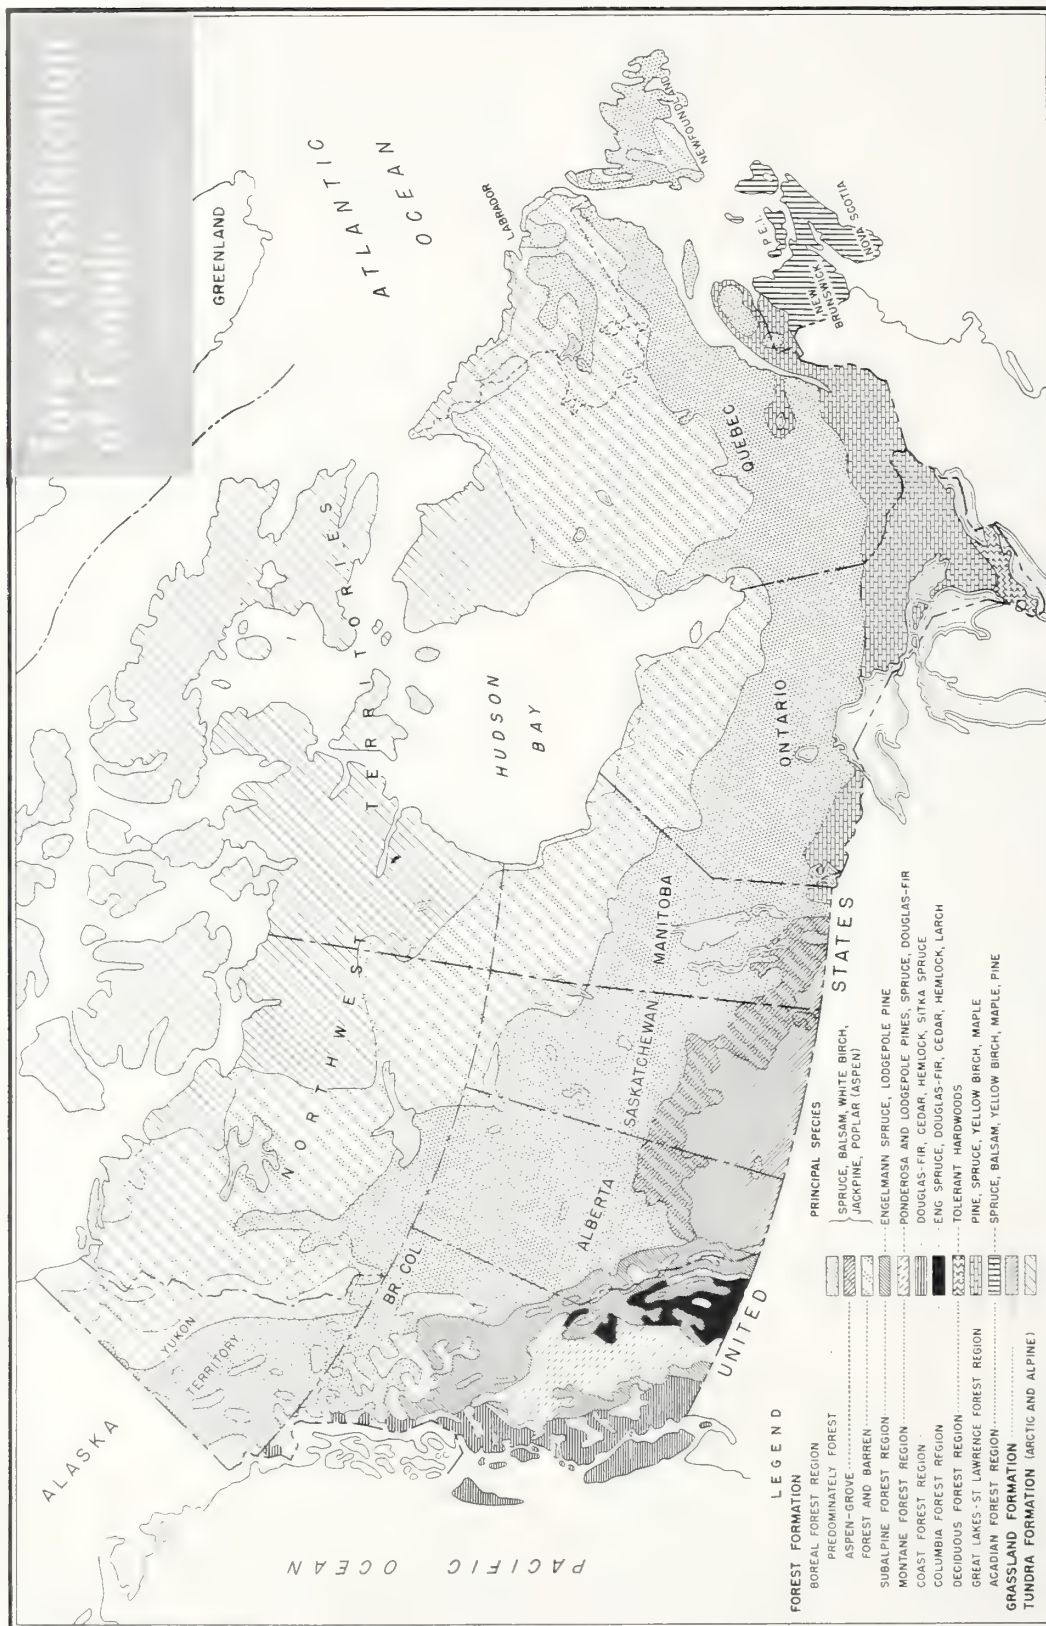 Forest classification
of Canada
GREENLAND
ATLANTIC
OCEAN
ALASKA
YUKON
TERRITORY
NORTHWEST
TERRITORIES
HUDSON
BAY
LABRADOR
NEWFOUNDLAND
P.E.I.
NEW
BRUNSWICK
NOVA SCOTIA
QUEBEC
ONTARIO
MANITOBA
SASKATCHEWAN
ALBERTA
BR. COL.
PACIFIC OCEAN
UNITED STATES
LEGEND
FOREST FORMATION PRINCIPAL SPECIES
BOREAL FOREST REGION
PREDOMINATELY FOREST SPRUCE, BALSAM, WHITE BIRCH,
ASPEN-GROVE JACKPINE, POPLAR (ASPEN)
FOREST AND BARREN
SUBALPINE FOREST REGION ENGELMANN SPRUCE, LODGEPOLE PINE
MONTANE FOREST REGION PONDEROSA AND LODGEPOLE PINES, SPRUCE, DOUGLAS-FIR
COAST FOREST REGION DOUGLAS-FIR, CEDAR, HEMLOCK, SITKA SPRUCE
COLUMBIA FOREST REGION ENG SPRUCE, DOUGLAS-FIR, CEDAR, HEMLOCK, LARCH
DECIDUOUS FOREST REGION TOLERANT HARDWOODS
GREAT LAKES-ST LAWRENCE FOREST REGION PINE, SPRUCE, YELLOW BIRCH, MAPLE
ACADIAN FOREST REGION SPRUCE, BALSAM, YELLOW BIRCH, MAPLE, PINE
GRASSLAND FORMATION
TUNDRA FORMATION (ARCTIC AND ALPINE)